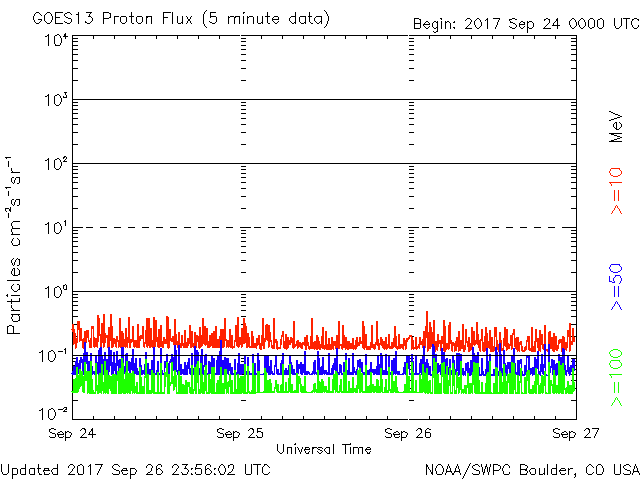 GOES13 Proton Flux (5 minute data)
Begin: 2017 Sep 24 0000 UTC
Particles cm⁻²s⁻¹sr⁻¹
10⁴
10³
10²
10¹
10⁰
10⁻¹
10⁻²
MeV
>=10
>=50
>=100
Sep 24
Sep 25
Sep 26
Sep 27
Universal Time
Updated 2017 Sep 26 23:56:02 UTC
NOAA/SWPC Boulder, CO USA